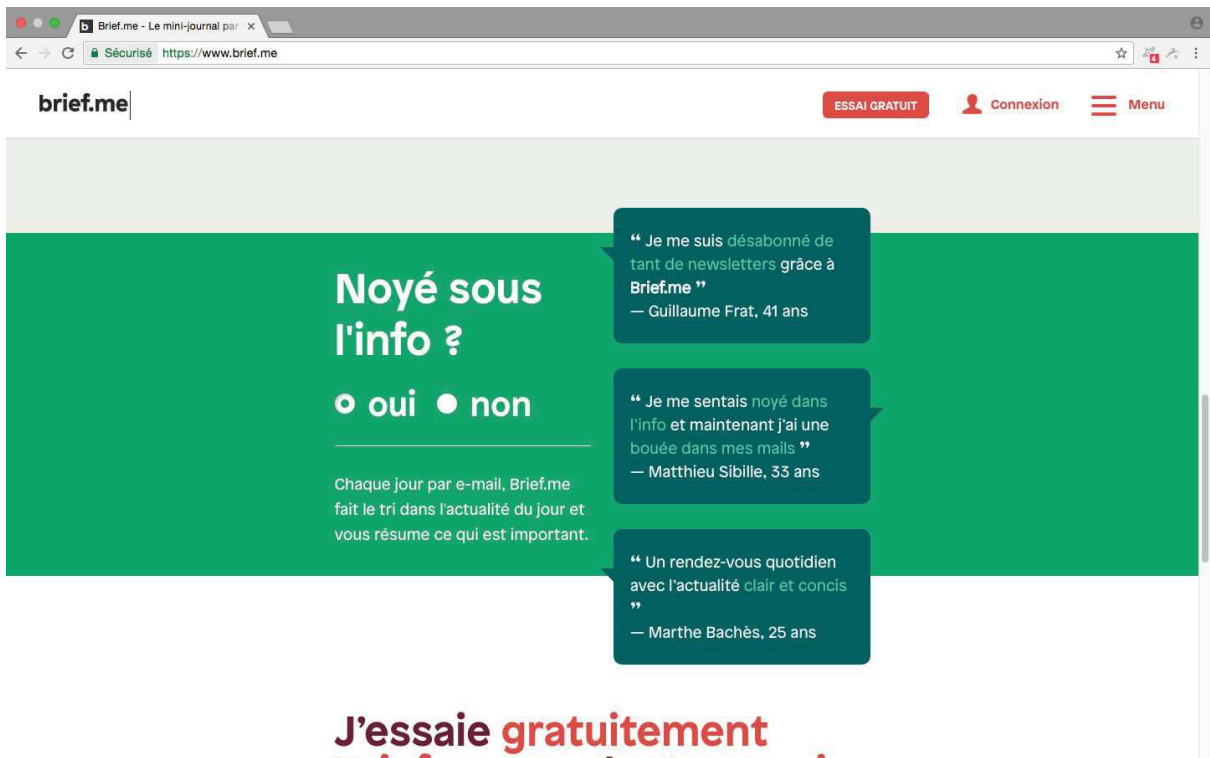 Brief.me - Le mini-journal par
Sécurisé https://www.brief.me
4
brief.me
ESSAI GRATUIT
Connexion
Menu
Noyé sous
l'info ?
oui non
Chaque jour par e-mail, Brief.me
fait le tri dans l'actualité du jour et
vous résume ce qui est important.
“ Je me suis désabonné de
tant de newsletters grâce à
Brief.me ”
— Guillaume Frat, 41 ans
“ Je me sentais noyé dans
l’info et maintenant j’ai une
bouée dans mes mails ”
— Matthieu Sibille, 33 ans
“ Un rendez-vous quotidien
avec l’actualité clair et concis
”
— Marthe Bachès, 25 ans
J’essaie gratuitement